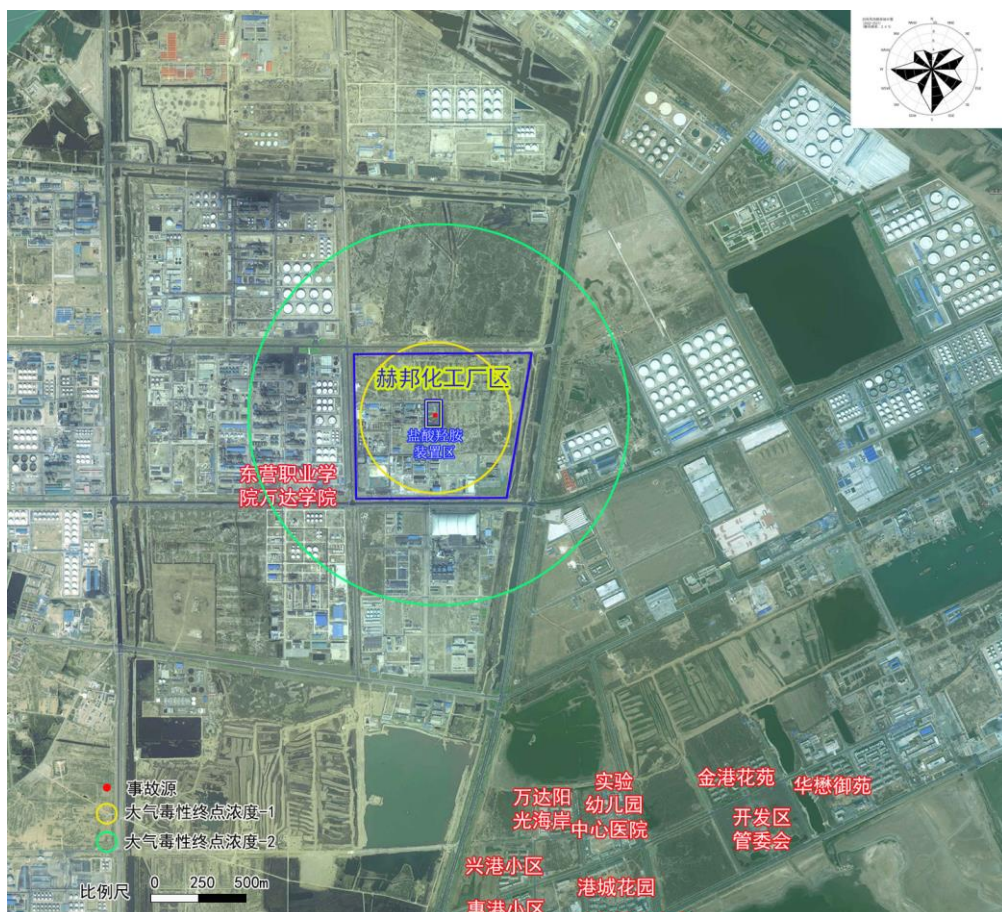 赫邦化工厂区
盐酸羟胺
装置区
东营职业学
院万达学院
实验
幼儿园
万达阳
光海岸
中心医院
金港花苑
华懋御苑
开发区
管委会
兴港小区
港城花园
惠港小区
事故源
大气毒性终点浓度-1
大气毒性终点浓度-2
比例尺
0 250 500m